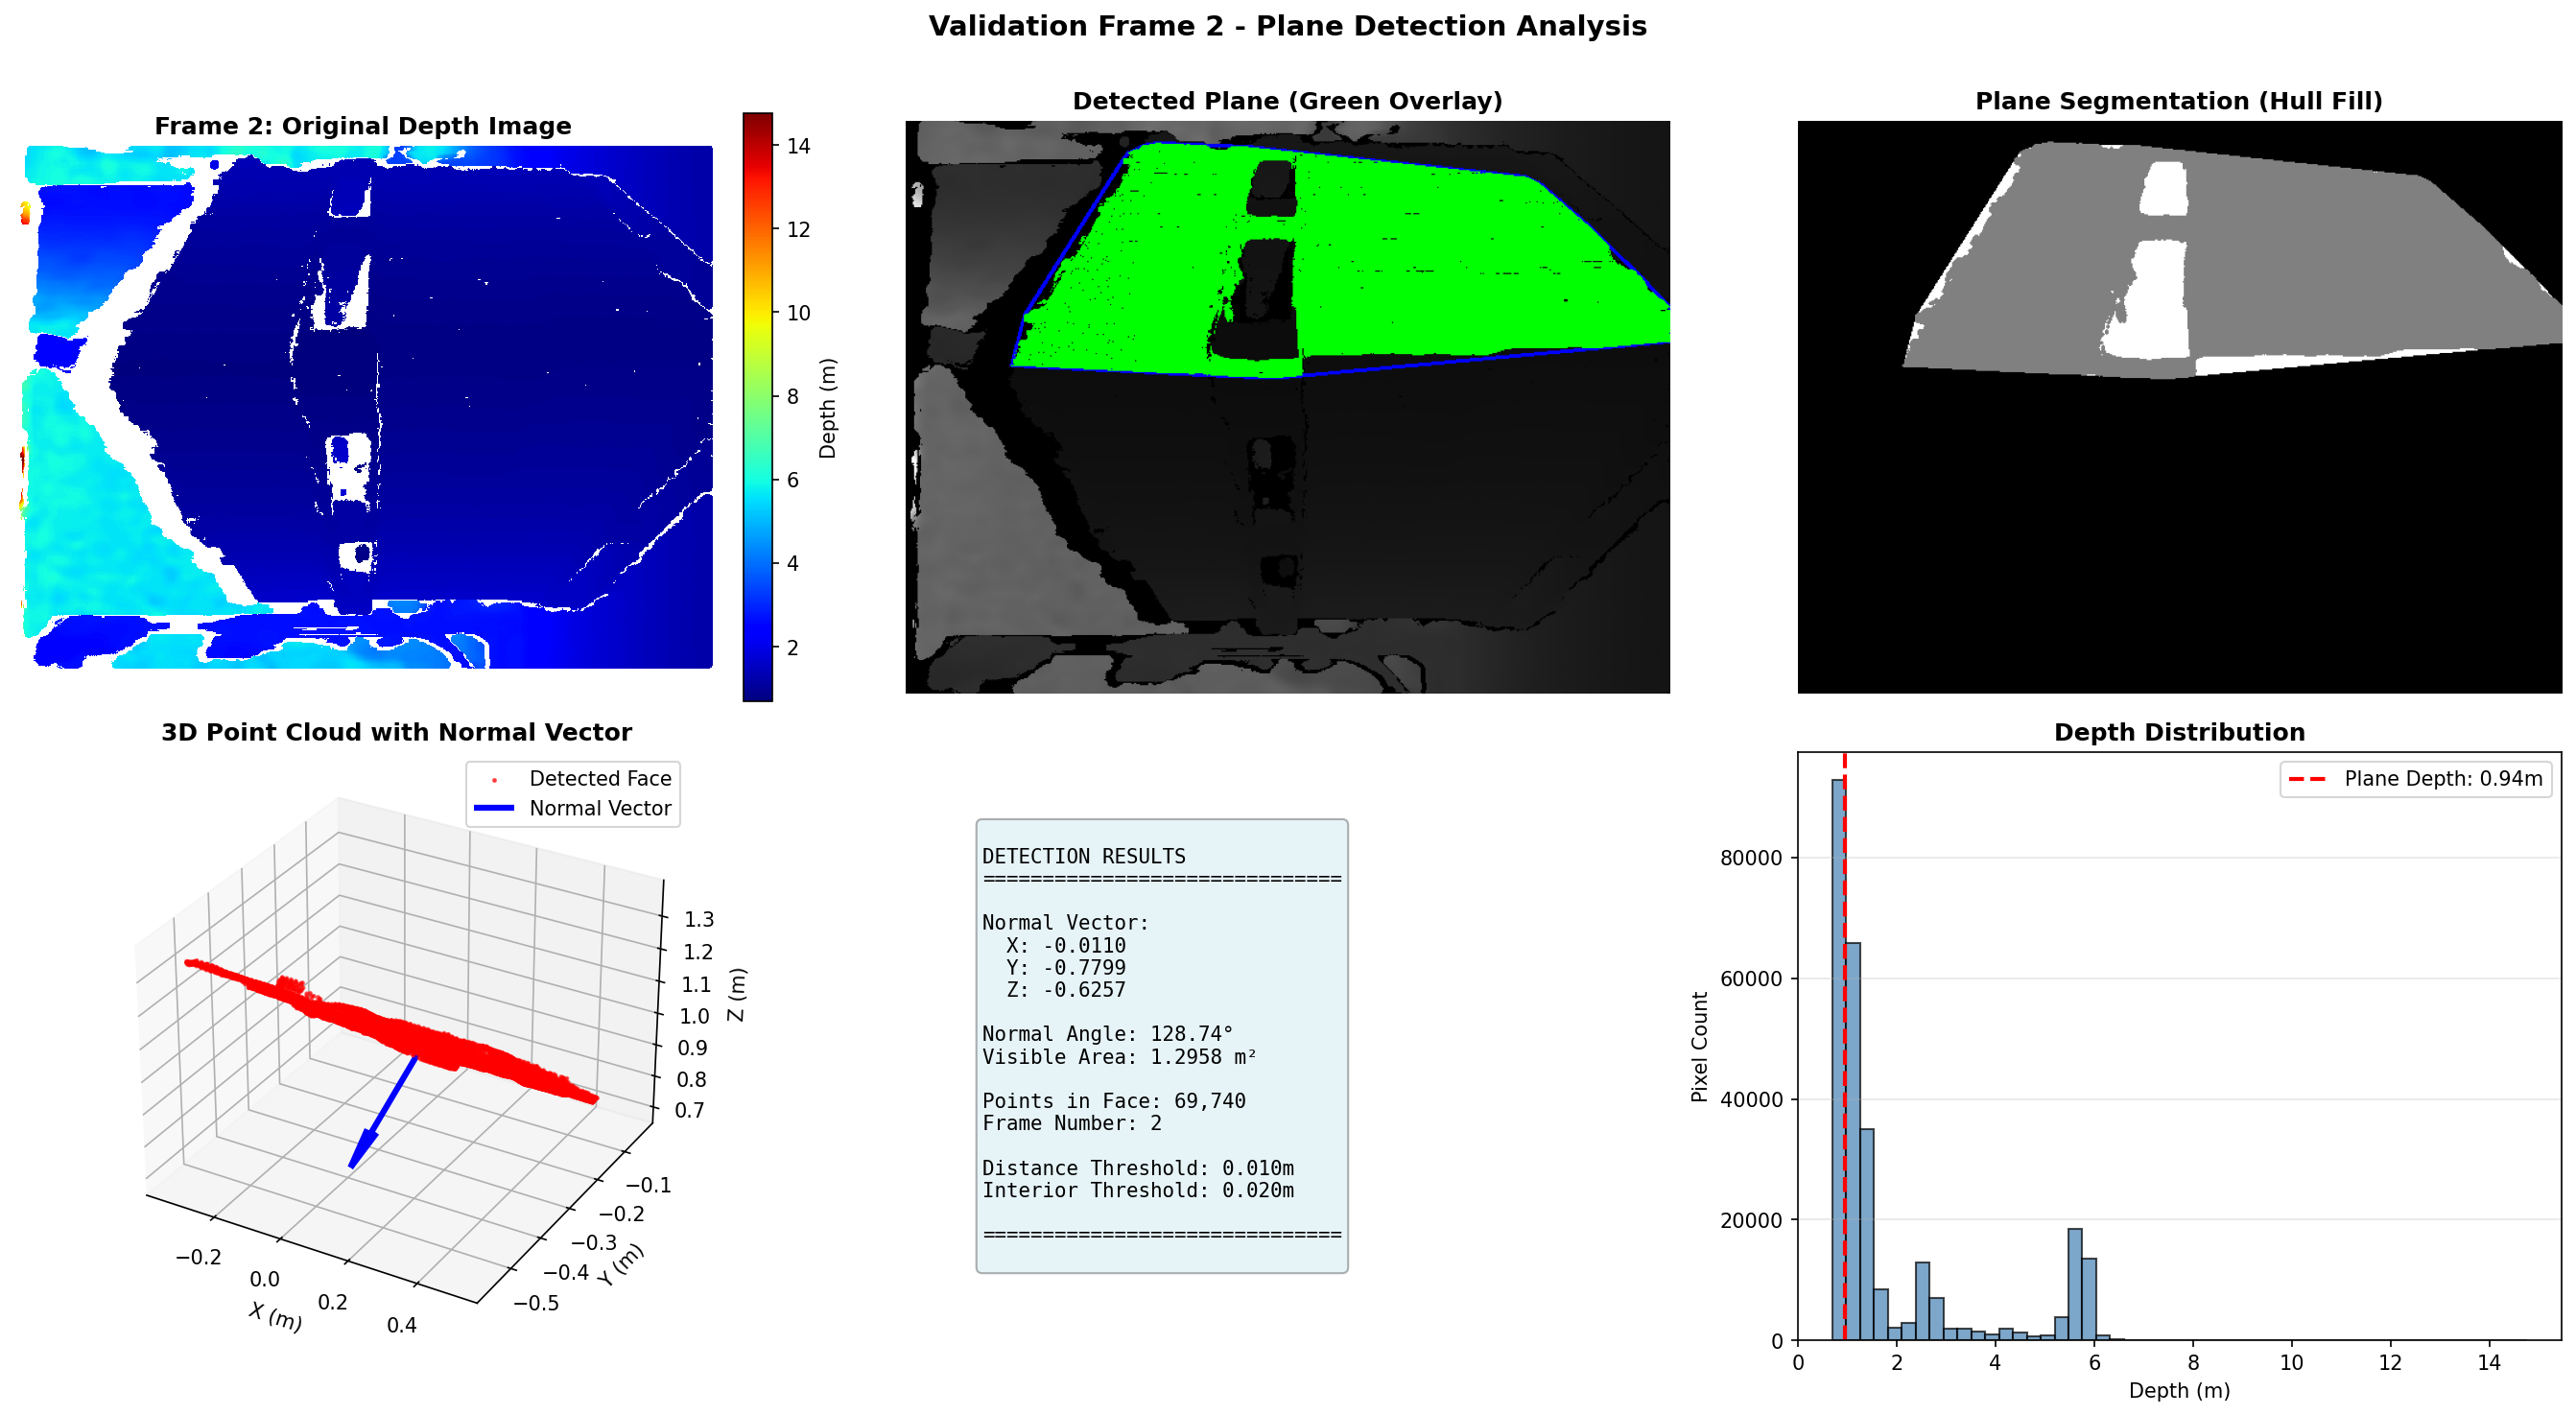 Validation Frame 2 - Plane Detection Analysis
Frame 2: Original Depth Image
14
12
10
8
6
4
2
Depth (m)
Detected Plane (Green Overlay)
Plane Segmentation (Hull Fill)
3D Point Cloud with Normal Vector
Detected Face
Normal Vector
1.3
1.2
1.1
1.0
0.9
0.8
0.7
Z (m)
−0.1
−0.2
−0.3
−0.4
−0.5
Y (m)
−0.2
0.0
0.2
0.4
X (m)
DETECTION RESULTS
==============================
Normal Vector:
X: -0.0110
Y: -0.7799
Z: -0.6257
Normal Angle: 128.74°
Visible Area: 1.2958 m²
Points in Face: 69,740
Frame Number: 2
Distance Threshold: 0.010m
Interior Threshold: 0.020m
==============================
Depth Distribution
Plane Depth: 0.94m
80000
60000
40000
20000
0
Pixel Count
0 2 4 6 8 10 12 14
Depth (m)